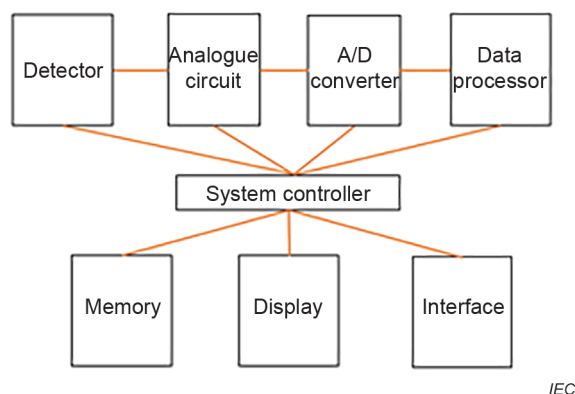 Detector
Analogue
circuit
A/D
converter
Data
processor
System controller
Memory
Display
Interface
IEC